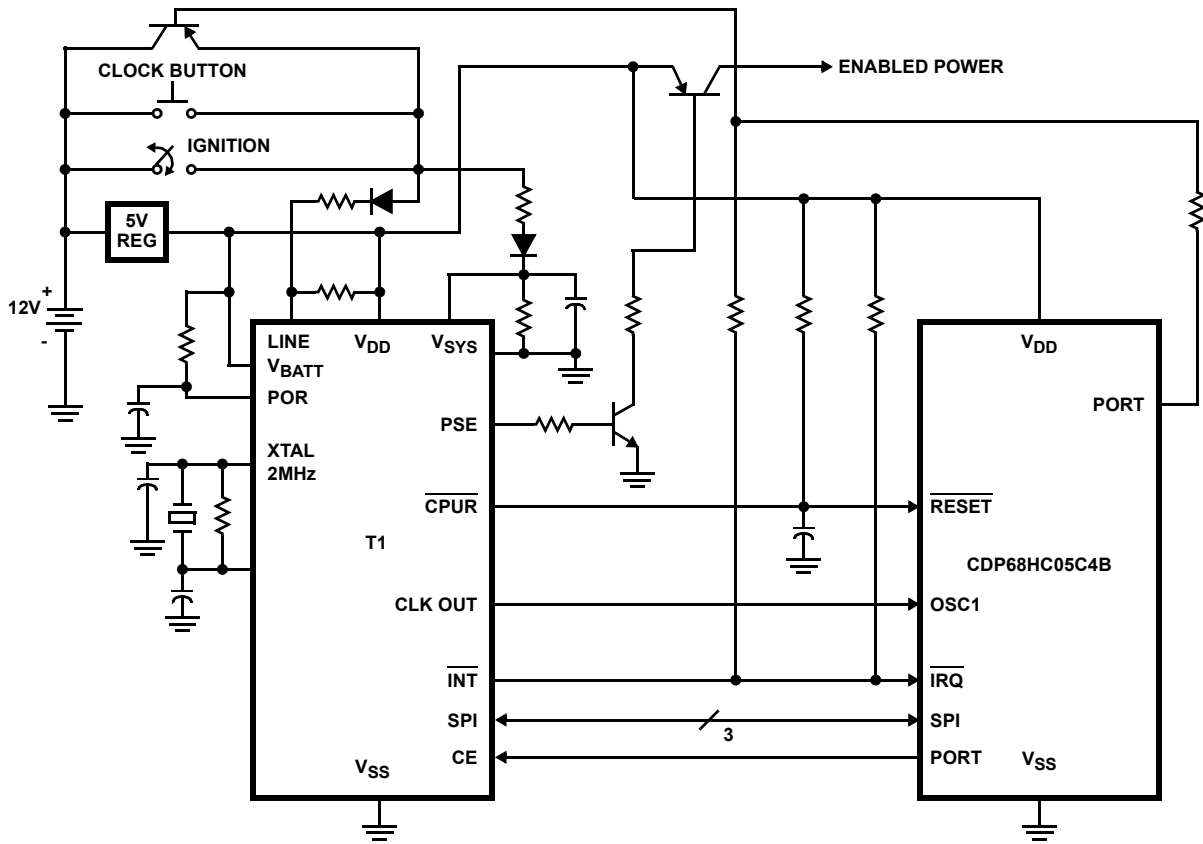 CLOCK BUTTON
ENABLED POWER
IGNITION
5V
REG
12V
+
-
LINE
VDD
VSYS
VBATT
POR
PSE
XTAL
2MHz
CPUR
T1
CLK OUT
INT
SPI
CE
VSS
3
VDD
PORT
RESET
CDP68HC05C4B
OSC1
IRQ
SPI
PORT
VSS